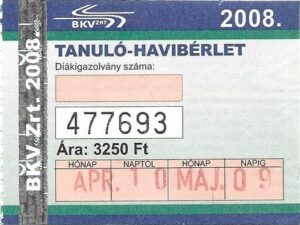 BKV ZRT
2008.
BKV Zrt. 2008.
TANULÓ-HAVIBÉRLET
Diákigazolvány száma:
477693
Ára: 3250 Ft
HÓNAP NAPTÓL HÓNAP NAPIG
ÁPR. 10 MÁJ. 09